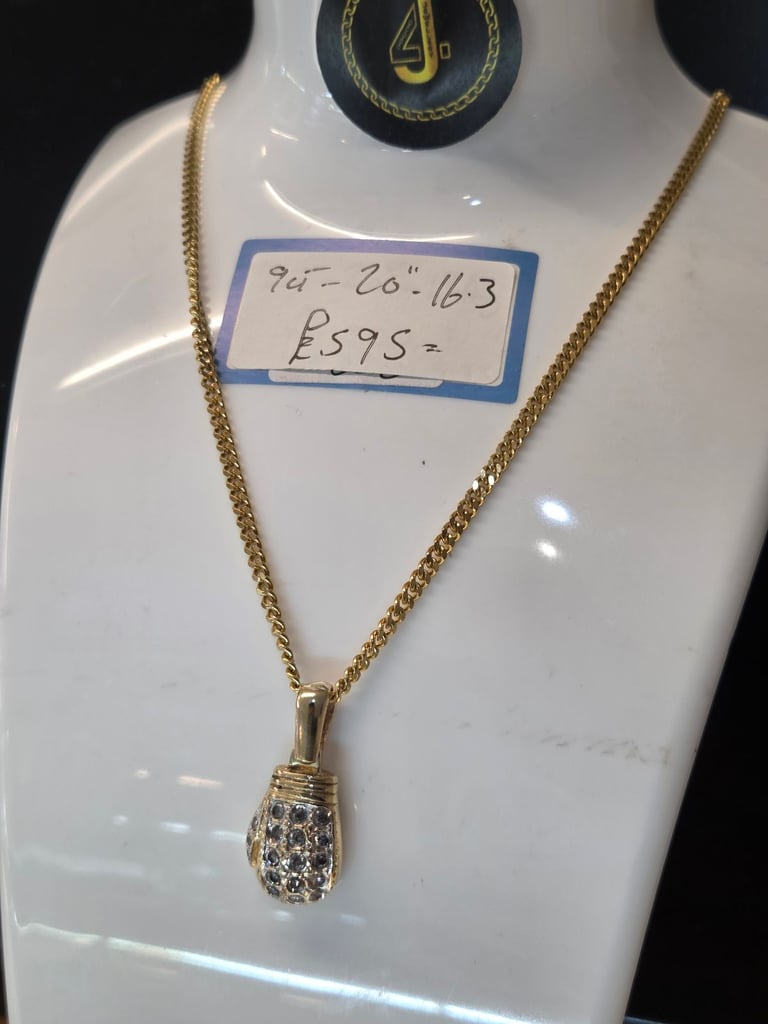 9ct - 20" - 16.3
£595=